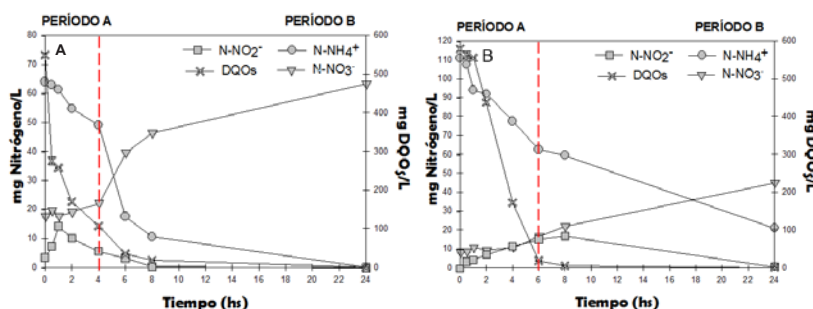 PERÍODO A PERÍODO B
A
N-NO2⁻ N-NH4⁺
DQOs N-NO3⁻
mg Nitrógeno/L
80
70
60
50
40
30
20
10
0
mg DQOs/L
600
500
400
300
200
100
0
0 2 4 6 8 10 12 14 16 18 20 22 24
Tiempo (hs)
PERÍODO A PERÍODO B
B
N-NO2⁻ N-NH4⁺
DQOs N-NO3⁻
mg Nitrógeno/L
120
110
100
90
80
70
60
50
40
30
20
10
0
mg DQOs/L
600
500
400
300
200
100
0
0 2 4 6 8 10 12 14 16 18 20 22 24
Tiempo (hs)